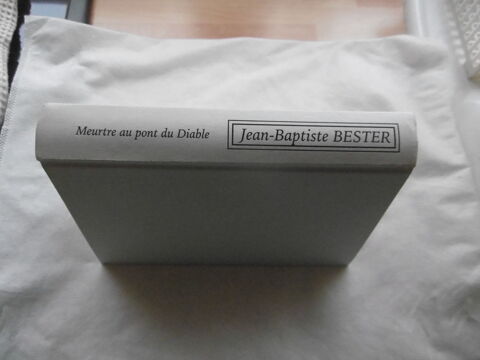 Meurtre au pont du Diable
Jean-Baptiste BESTER